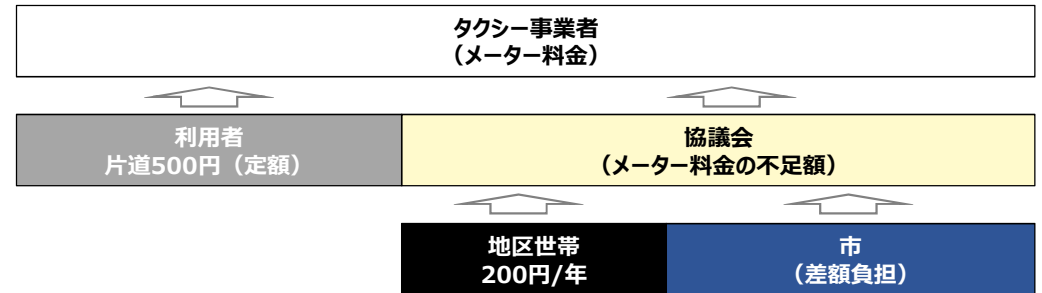 タクシー事業者
（メーター料金）
利用者
片道500円（定額）
協議会
（メーター料金の不足額）
地区世帯
200円/年
市
（差額負担）